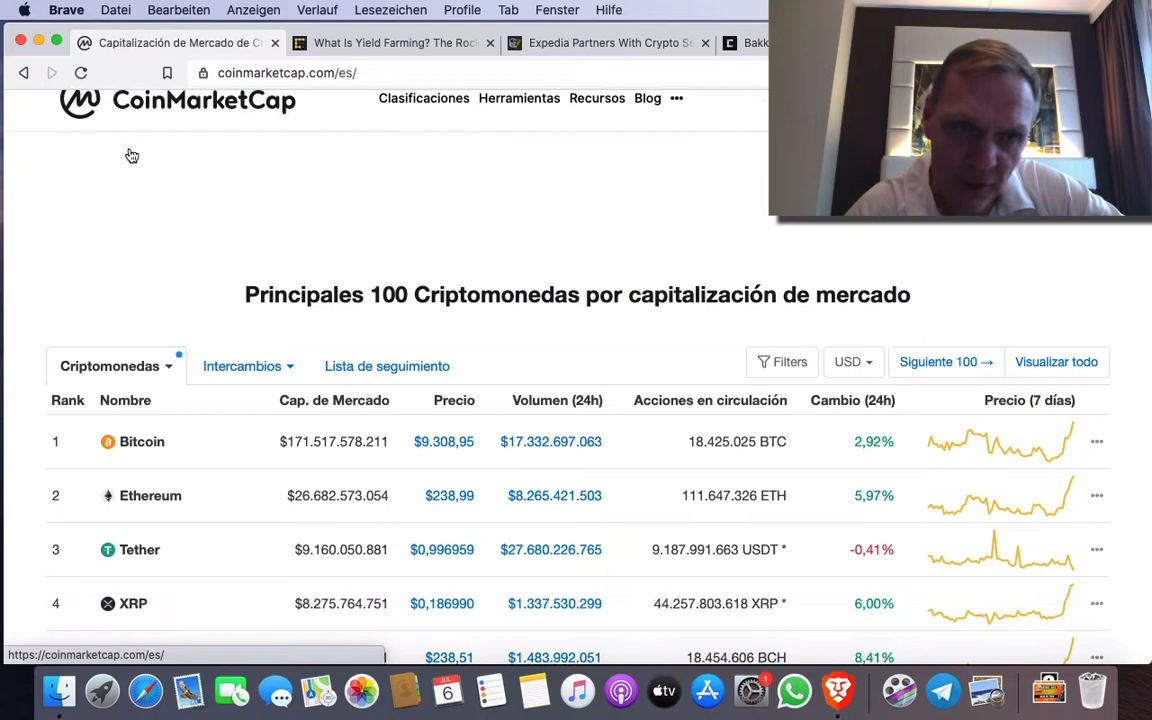 Brave Datei Bearbeiten Anzeigen Verlauf Lesezeichen Profile Tab Fenster Hilfe
Capitalización de Mercado de C What Is Yield Farming? The Roc Expedia Partners With Crypto Se Bakk
coinmarketcap.com/es/
CoinMarketCap Clasificaciones Herramientas Recursos Blog •••
Principales 100 Criptomonedas por capitalización de mercado
Criptomonedas Intercambios Lista de seguimiento Filters USD Siguiente 100 → Visualizar todo
Rank Nombre Cap. de Mercado Precio Volumen (24h) Acciones en circulación Cambio (24h) Precio (7 días)
1 Bitcoin $171.517.578.211 $9.308,95 $17.332.697.063 18.425.025 BTC 2,92%
2 Ethereum $26.682.573.054 $238,99 $8.265.421.503 111.647.326 ETH 5,97%
3 Tether $9.160.050.881 $0,996959 $27.680.226.765 9.187.991.663 USDT * -0,41%
4 XRP $8.275.764.751 $0,186990 $1.337.530.299 44.257.803.618 XRP * 6,00%
$238,51 $1.483.992.051 18.454.606 BCH 8,41%
https://coinmarketcap.com/es/
JUL
6
tv
1